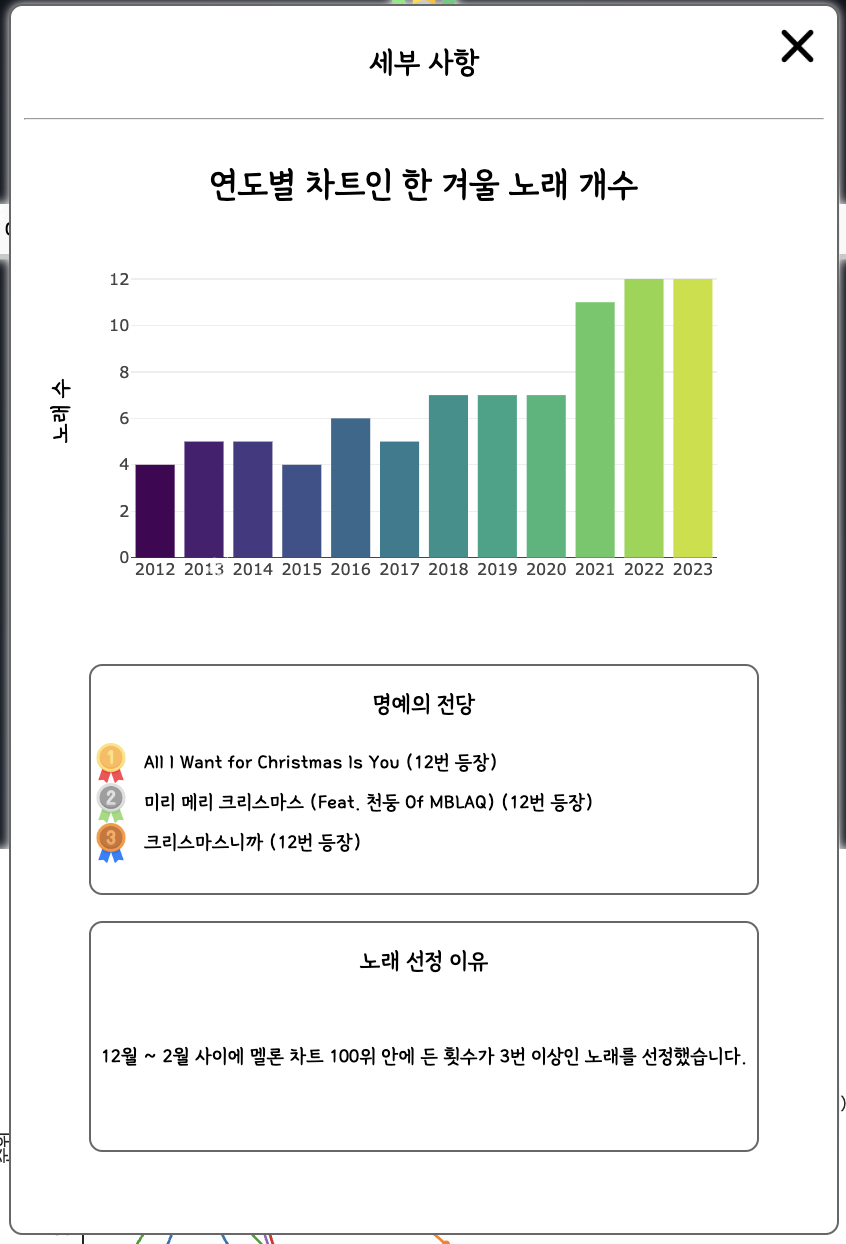 세부 사항
연도별 차트인 한 겨울 노래 개수
12
10
8
6
4
2
0
노래 수
2012 2013 2014 2015 2016 2017 2018 2019 2020 2021 2022 2023
명예의 전당
1 All I Want for Christmas Is You (12번 등장)
2 미리 메리 크리스마스 (Feat. 천둥 Of MBLAQ) (12번 등장)
3 크리스마스니까 (12번 등장)
노래 선정 이유
12월 ~ 2월 사이에 멜론 차트 100위 안에 든 횟수가 3번 이상인 노래를 선정했습니다.
)